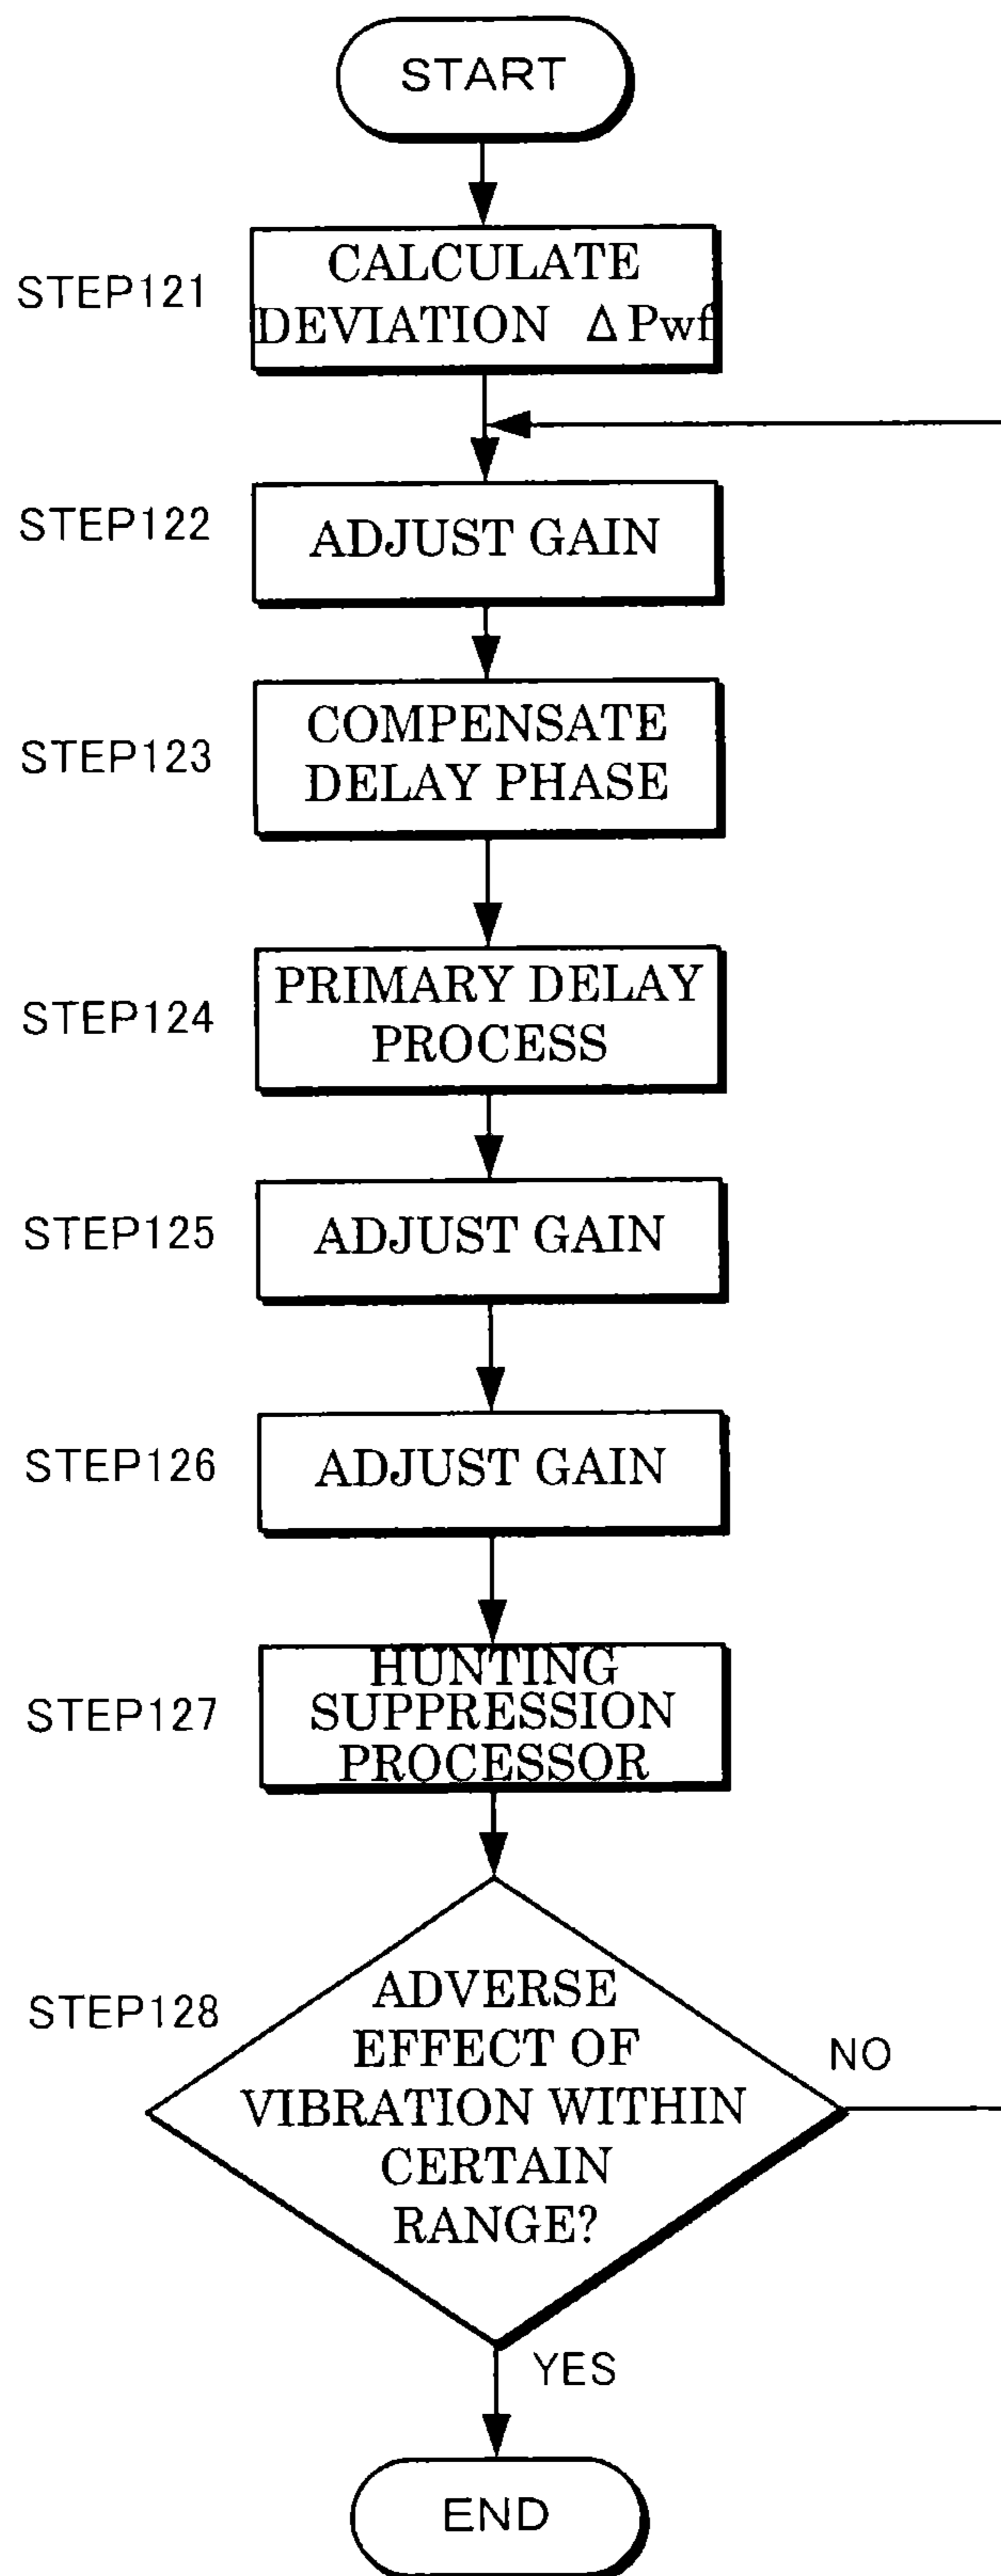 START
STEP121
CALCULATE
DEVIATION Δ Pwf
STEP122
ADJUST GAIN
STEP123
COMPENSATE
DELAY PHASE
STEP124
PRIMARY DELAY
PROCESS
STEP125
ADJUST GAIN
STEP126
ADJUST GAIN
STEP127
HUNTING
SUPPRESSION
PROCESSOR
STEP128
ADVERSE
EFFECT OF
VIBRATION WITHIN
CERTAIN
RANGE?
NO
YES
END